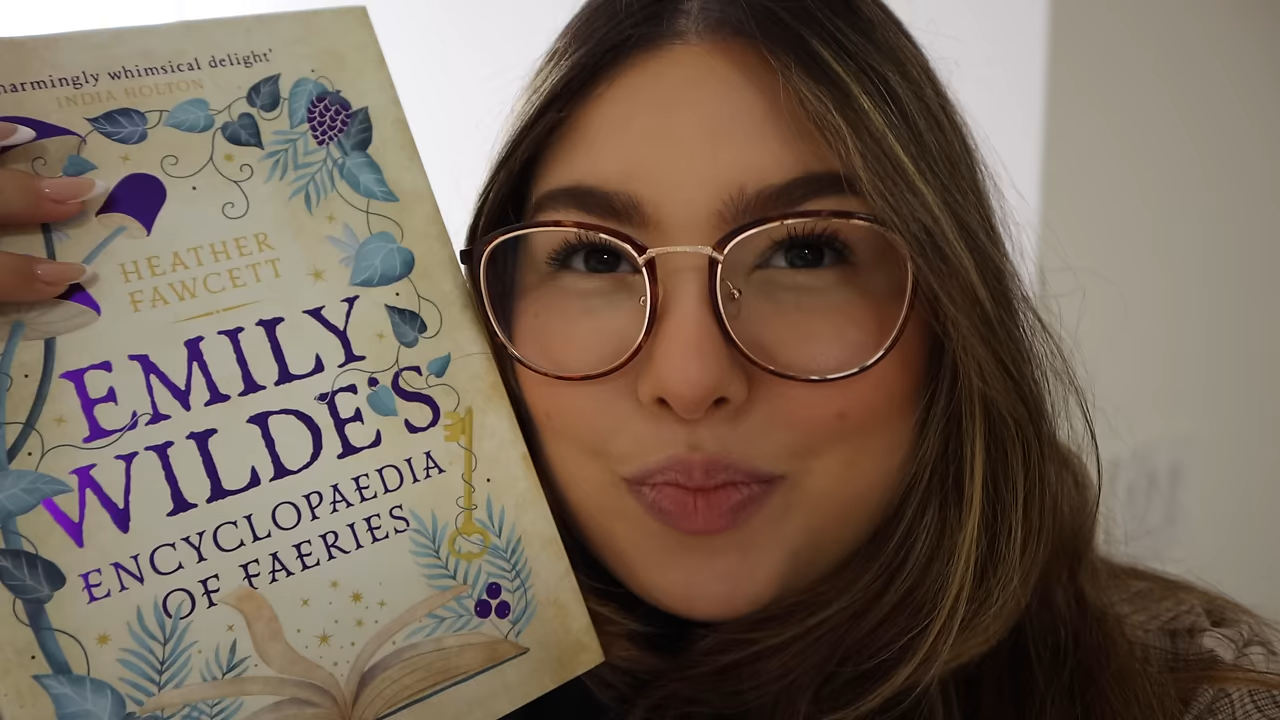 harmingly whimsical delight'
INDIA HOLTON
HEATHER
FAWCETT
EMILY
WILDE'S
ENCYCLOPAEDIA
OF FAERIES